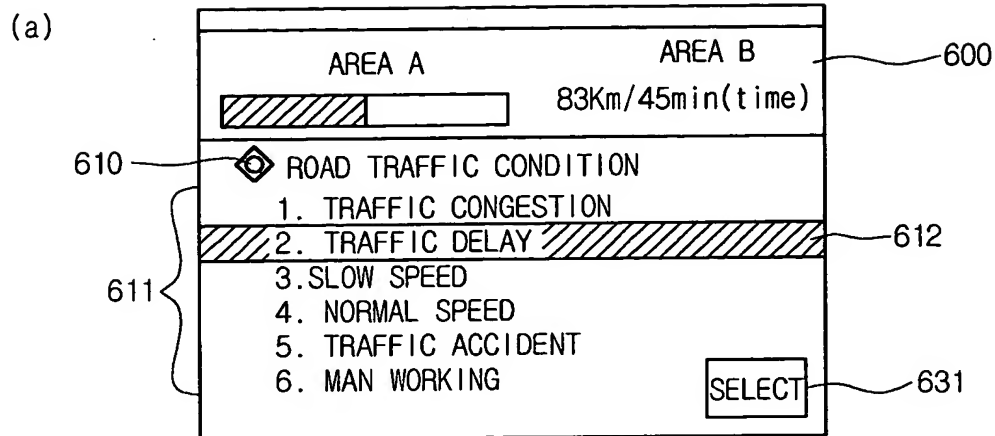 (a)
AREA A
AREA B
600
83Km/45min(time)
610
ROAD TRAFFIC CONDITION
1. TRAFFIC CONGESTION
2. TRAFFIC DELAY
612
3.SLOW SPEED
611
4. NORMAL SPEED
5. TRAFFIC ACCIDENT
6. MAN WORKING
SELECT
631